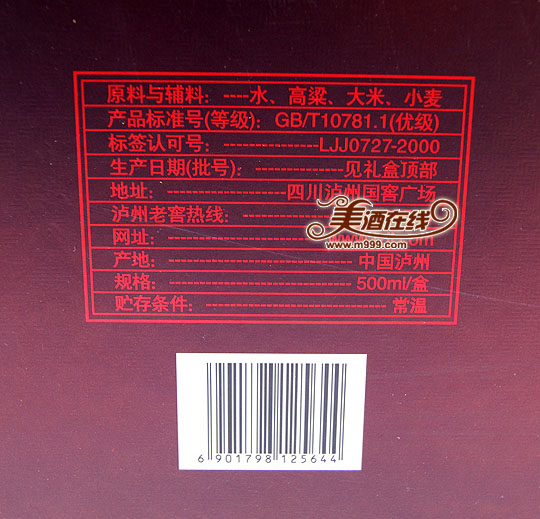 原料与辅料：----水、高粱、大米、小麦
产品标准号(等级)：GB/T10781.1(优级)
标签认可号：----------------LJJ0727-2000
生产日期(批号)：--------------见礼盒顶部
地址：-------------------四川泸州国窖广场
泸州老窖热线：
网址：
产地：---------------------------中国泸州
规格：---------------------------500ml/盒
贮存条件：--------------------------常温
美酒在线
www.m999.com
6 901798 125644